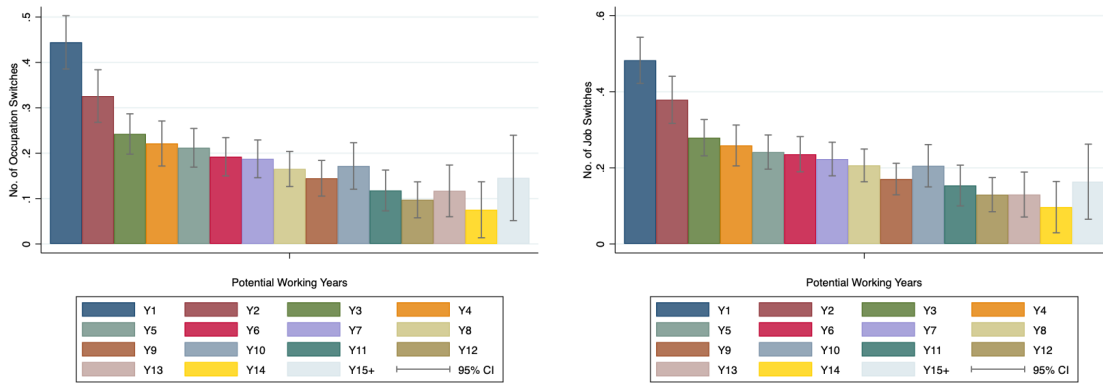 No. of Occupation Switches
.5
.4
.3
.2
.1
0
Potential Working Years
Y1 Y2 Y3 Y4
Y5 Y6 Y7 Y8
Y9 Y10 Y11 Y12
Y13 Y14 Y15+ 95% CI
No. of Job Switches
.6
.4
.2
0
Potential Working Years
Y1 Y2 Y3 Y4
Y5 Y6 Y7 Y8
Y9 Y10 Y11 Y12
Y13 Y14 Y15+ 95% CI